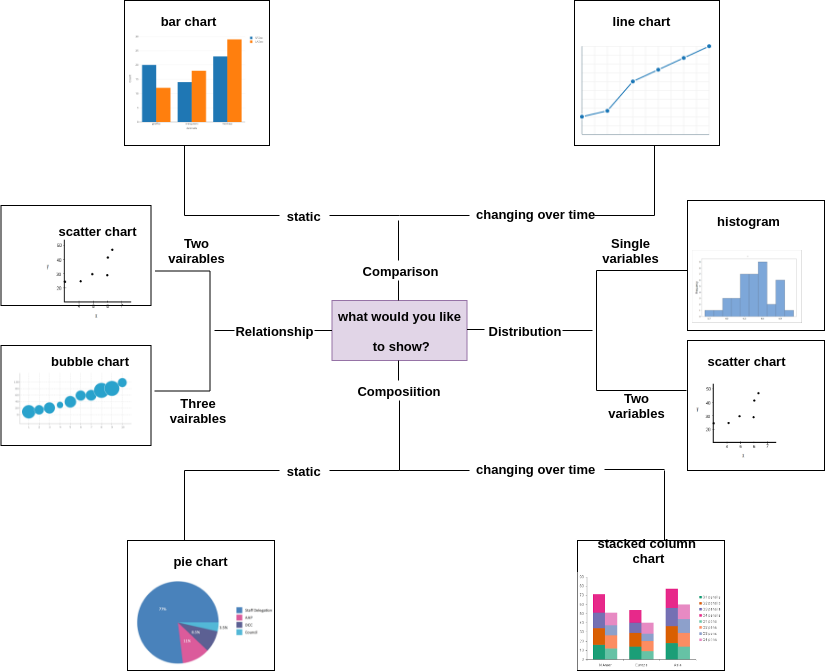 bar chart
line chart
static
changing over time
scatter chart
Two
vairables
Single
variables
histogram
Comparison
Relationship
what would you like
to show?
Distribution
bubble chart
Three
vairables
Composiition
Two
variables
scatter chart
static
changing over time
pie chart
stacked column
chart